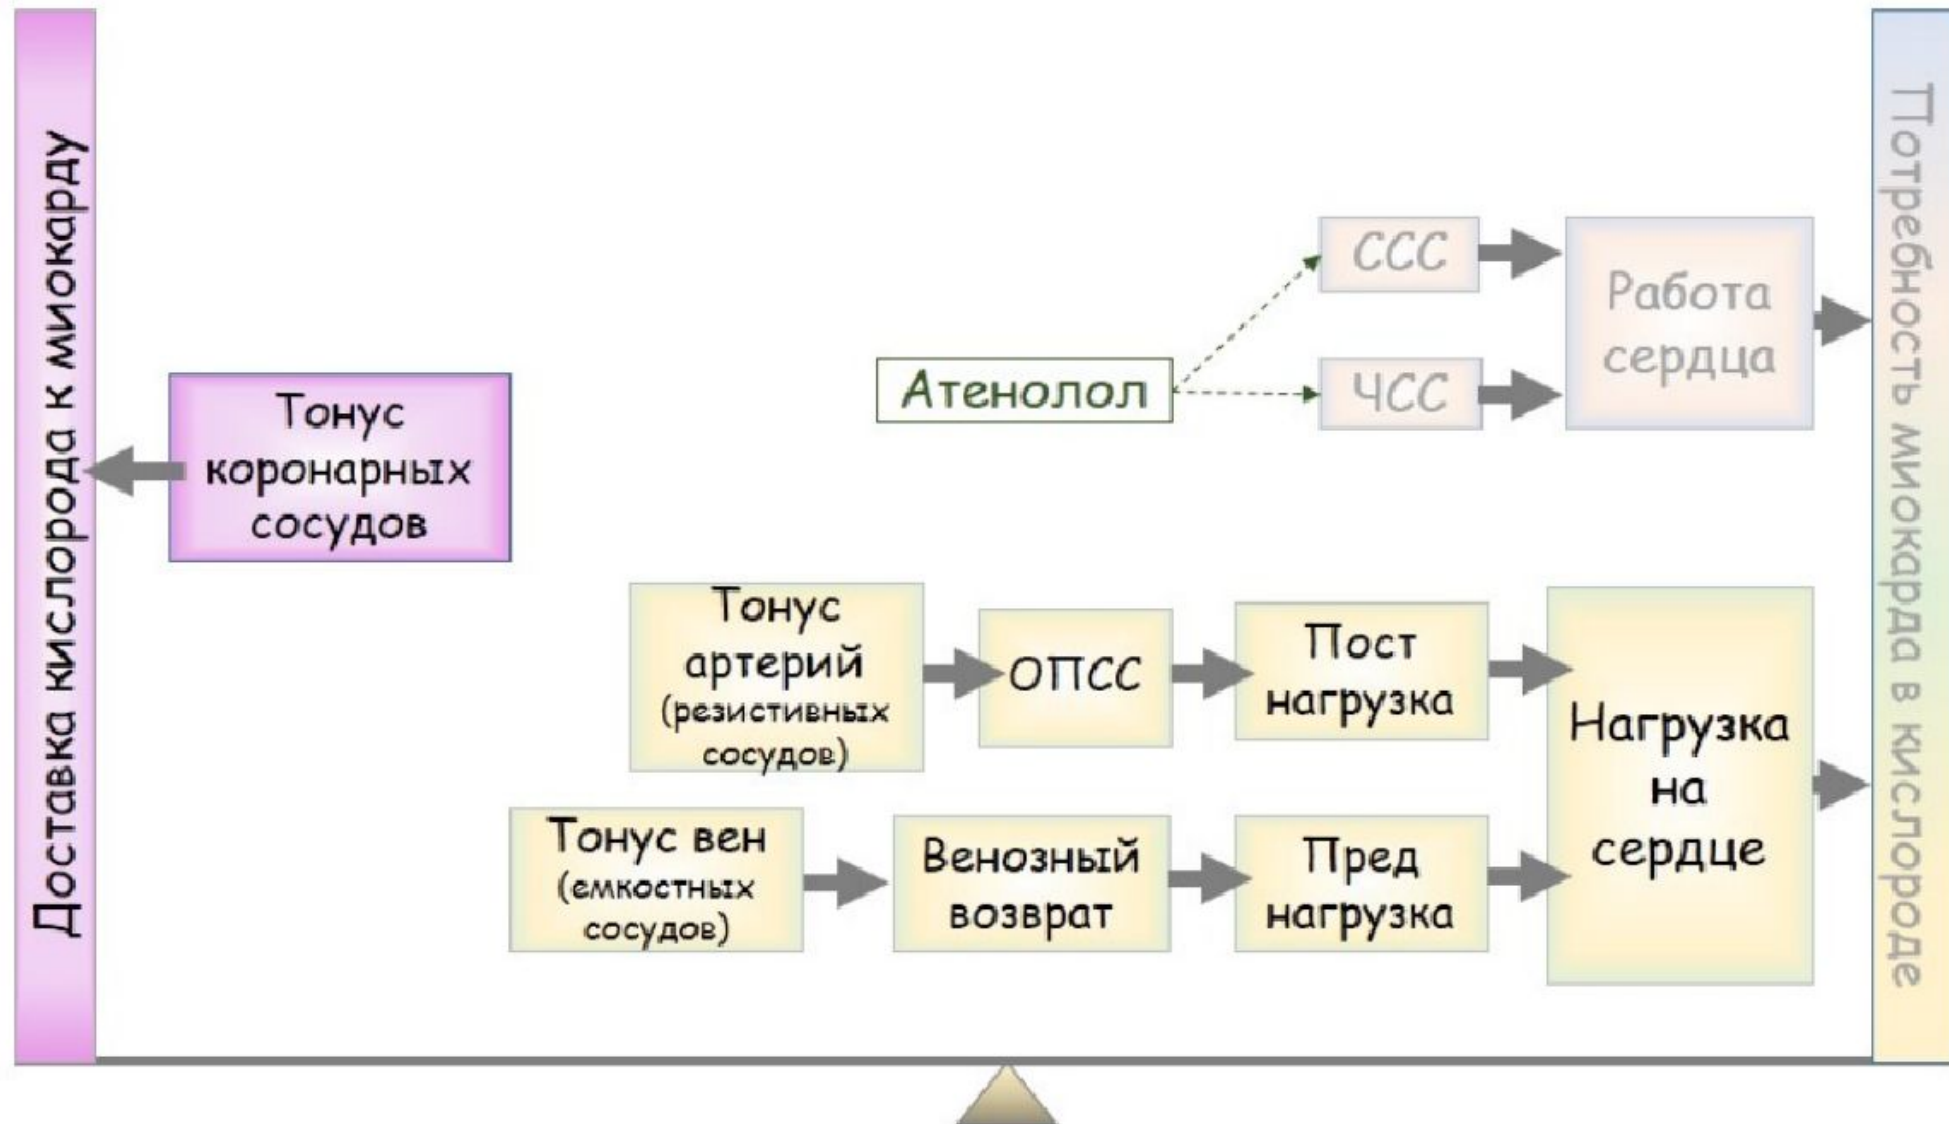 Доставка кислорода к миокарду
Тонус
коронарных
сосудов
Атенолол
ССС
ЧСС
Работа
сердца
Тонус
артерий
(резистивных
сосудов)
ОПСС
Пост
нагрузка
Тонус вен
(емкостных
сосудов)
Венозный
возврат
Пред
нагрузка
Нагрузка
на
сердце
Потребность миокарда в кислороде